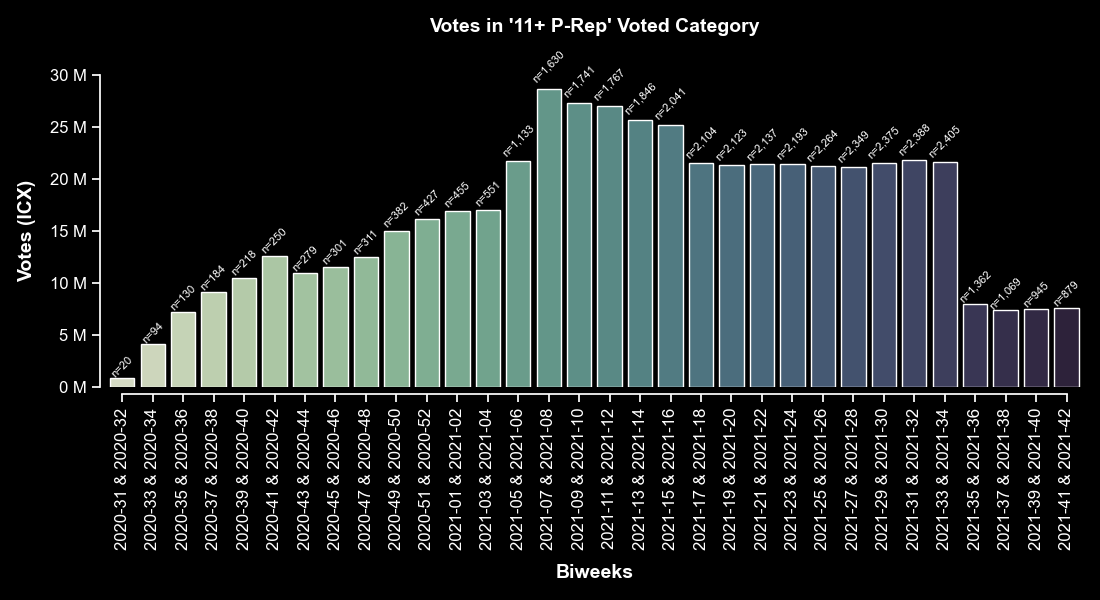 Votes in '11+ P-Rep' Voted Category
Votes (ICX)
30 M
25 M
20 M
15 M
10 M
5 M
0 M
n=20
n=94
n=130
n=184
n=218
n=250
n=279
n=301
n=311
n=382
n=427
n=455
n=551
n=1,133
n=1,630
n=1,741
n=1,767
n=1,846
n=2,041
n=2,104
n=2,123
n=2,137
n=2,193
n=2,264
n=2,349
n=2,375
n=2,388
n=2,405
n=1,362
n=1,069
n=945
n=879
2020-31 & 2020-32
2020-33 & 2020-34
2020-35 & 2020-36
2020-37 & 2020-38
2020-39 & 2020-40
2020-41 & 2020-42
2020-43 & 2020-44
2020-45 & 2020-46
2020-47 & 2020-48
2020-49 & 2020-50
2020-51 & 2020-52
2021-01 & 2021-02
2021-03 & 2021-04
2021-05 & 2021-06
2021-07 & 2021-08
2021-09 & 2021-10
2021-11 & 2021-12
2021-13 & 2021-14
2021-15 & 2021-16
2021-17 & 2021-18
2021-19 & 2021-20
2021-21 & 2021-22
2021-23 & 2021-24
2021-25 & 2021-26
2021-27 & 2021-28
2021-29 & 2021-30
2021-31 & 2021-32
2021-33 & 2021-34
2021-35 & 2021-36
2021-37 & 2021-38
2021-39 & 2021-40
2021-41 & 2021-42
Biweeks